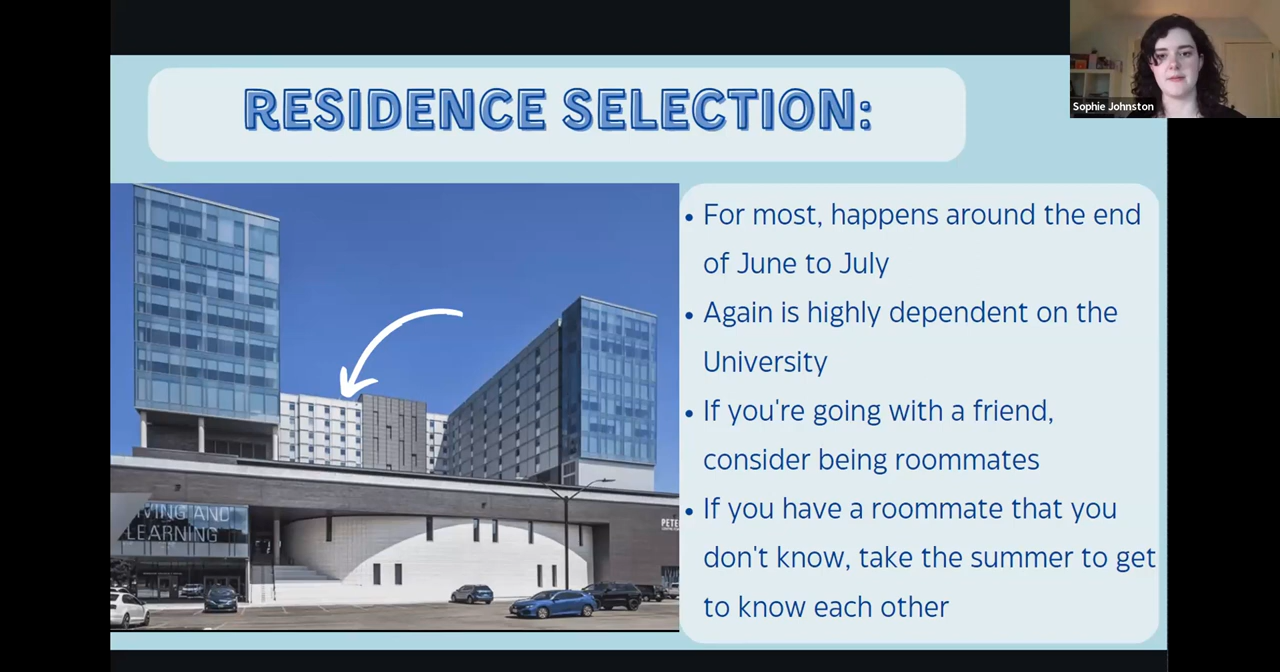 Sophie Johnston
RESIDENCE SELECTION:
• For most, happens around the end
of June to July
• Again is highly dependent on the
University
• If you're going with a friend,
consider being roommates
• If you have a roommate that you
don't know, take the summer to get
to know each other
IVING AND
LEARNING
PETE